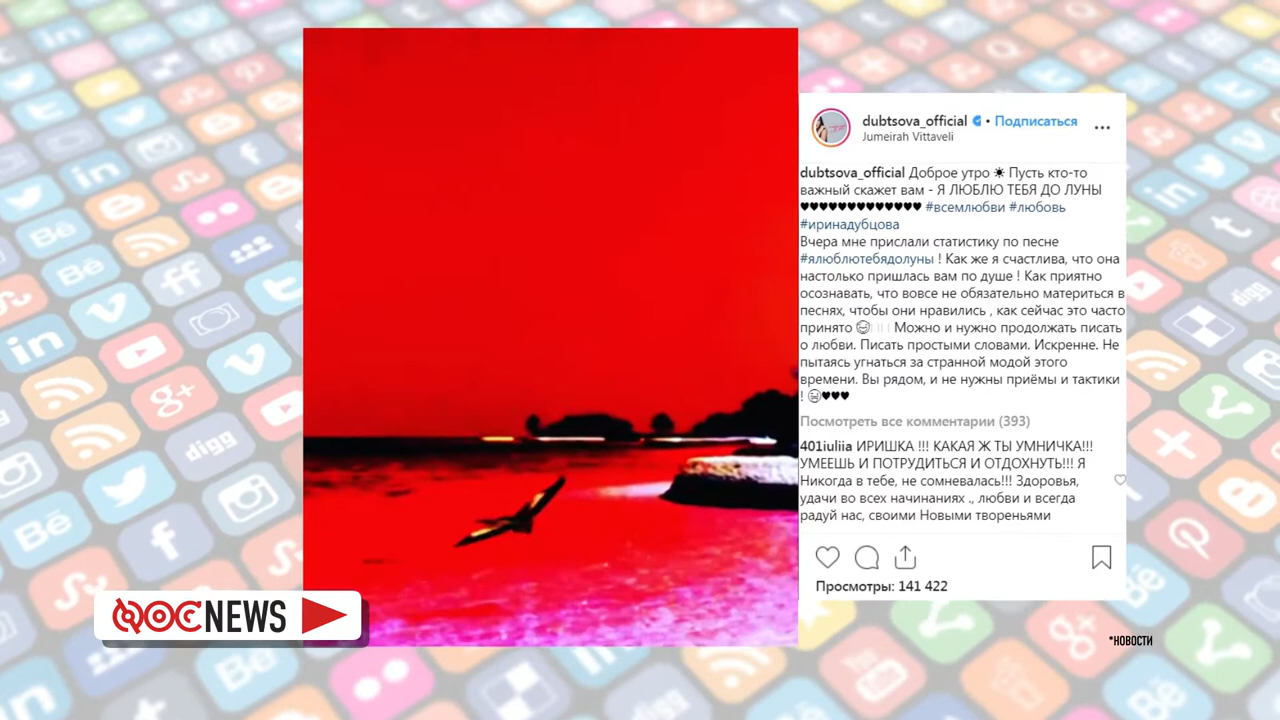 dubtsova_official • Подписаться
Jumeirah Vittaveli
dubtsova_official Доброе утро ☀ Пусть кто-то
важный скажет вам - Я ЛЮБЛЮ ТЕБЯ ДО ЛУНЫ
♥♥♥♥♥♥♥♥♥♥♥♥♥ #всемлюбви #любовь
#иринадубцова
Вчера мне прислали статистику по песне
#ялюблютебядолуны ! Как же я счастлива, что она
настолько пришлась вам по душе ! Как приятно
осознавать, что вовсе не обязательно материться в
песнях, чтобы они нравились , как сейчас это часто
принято 😄 Можно и нужно продолжать писать
о любви. Писать простыми словами. Искренне. Не
пытаясь угнаться за странной модой этого
времени. Вы рядом, и не нужны приёмы и тактики
! 😄♥♥♥
Посмотреть все комментарии (393)
401iuliia ИРИШКА !!! КАКАЯ Ж ТЫ УМНИЧКА!!!
УМЕЕШЬ И ПОТРУДИТЬСЯ И ОТДОХНУТЬ!!! Я
Никогда в тебе, не сомневалась!!! Здоровья,
удачи во всех начинаниях ., любви и всегда
радуй нас, своими Новыми твореньями
Просмотры: 141 422
ЯОС NEWS
*НОВОСТИ